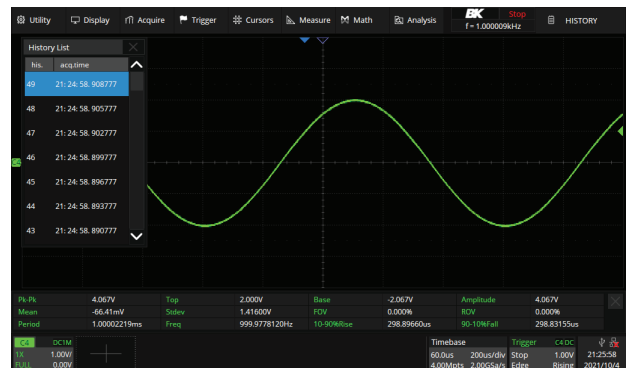 Utility Display Acquire Trigger Cursors Measure Math Analysis BK Stop HISTORY
f = 1.000009kHz
History List
his. acq.time
49 21: 24: 58. 908777
48 21: 24: 58. 905777
47 21: 24: 58. 902777
46 21: 24: 58. 899777
45 21: 24: 58. 896777
44 21: 24: 58. 893777
43 21: 24: 58. 890777
C4
Pk-Pk 4.067V Top 2.000V Base -2.067V Amplitude 4.067V
Mean -66.41mV Stdev 1.41600V FOV 0.000% ROV 0.000%
Period 1.00002219ms Freq 999.9778120Hz 10-90%Rise 298.89660us 90-10%Fall 298.83155us
C4 DC1M Timebase Trigger C4 DC
1X 1.00V/ 60.0us 200us/div Stop 1.00V 21:25:58
FULL 0.00V 4.00Mpts 2.00GSa/s Edge Rising 2021/10/4